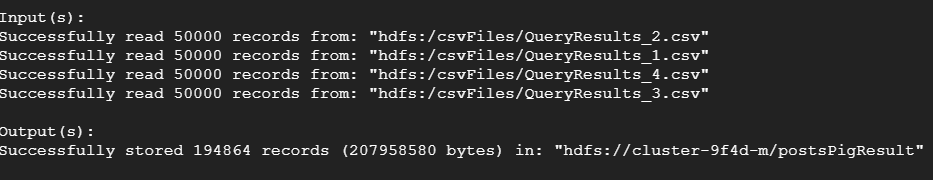 Input(s):
Successfully read 50000 records from: "hdfs:/csvFiles/QueryResults_2.csv"
Successfully read 50000 records from: "hdfs:/csvFiles/QueryResults_1.csv"
Successfully read 50000 records from: "hdfs:/csvFiles/QueryResults_4.csv"
Successfully read 50000 records from: "hdfs:/csvFiles/QueryResults_3.csv"
Output(s):
Successfully stored 194864 records (207958580 bytes) in: "hdfs://cluster-9f4d-m/postsPigResult"